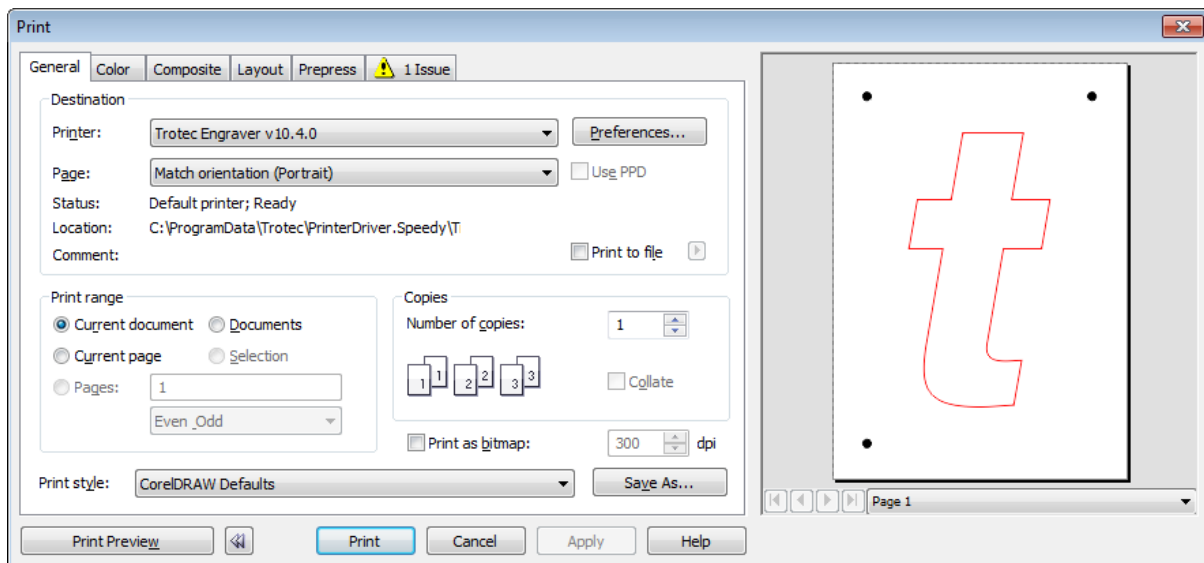 Print
General Color Composite Layout Prepress 1 Issue
Destination
Printer: Trotec Engraver v10.4.0 Preferences...
Page: Match orientation (Portrait) Use PPD
Status: Default printer; Ready
Location: C:\ProgramData\Trotec\PrinterDriver.Speedy\T
Comment: Print to file
Print range
Current document Documents
Current page Selection
Pages: 1
Even_Odd
Copies
Number of copies: 1
1 1 2 2 3 3
Collate
Print as bitmap: 300 dpi
Print style: CorelDRAW Defaults Save As...
Print Preview Print Cancel Apply Help
t
Page 1